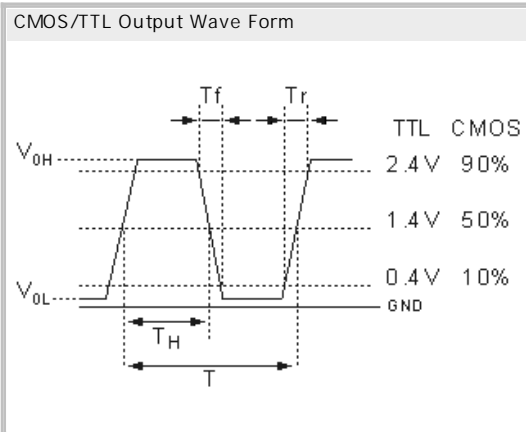 CMOS/TTL Output Wave Form
Tf Tr
TTL CMOS
V0H 2.4V 90%
1.4V 50%
0.4V 10%
V0L GND
TH
T